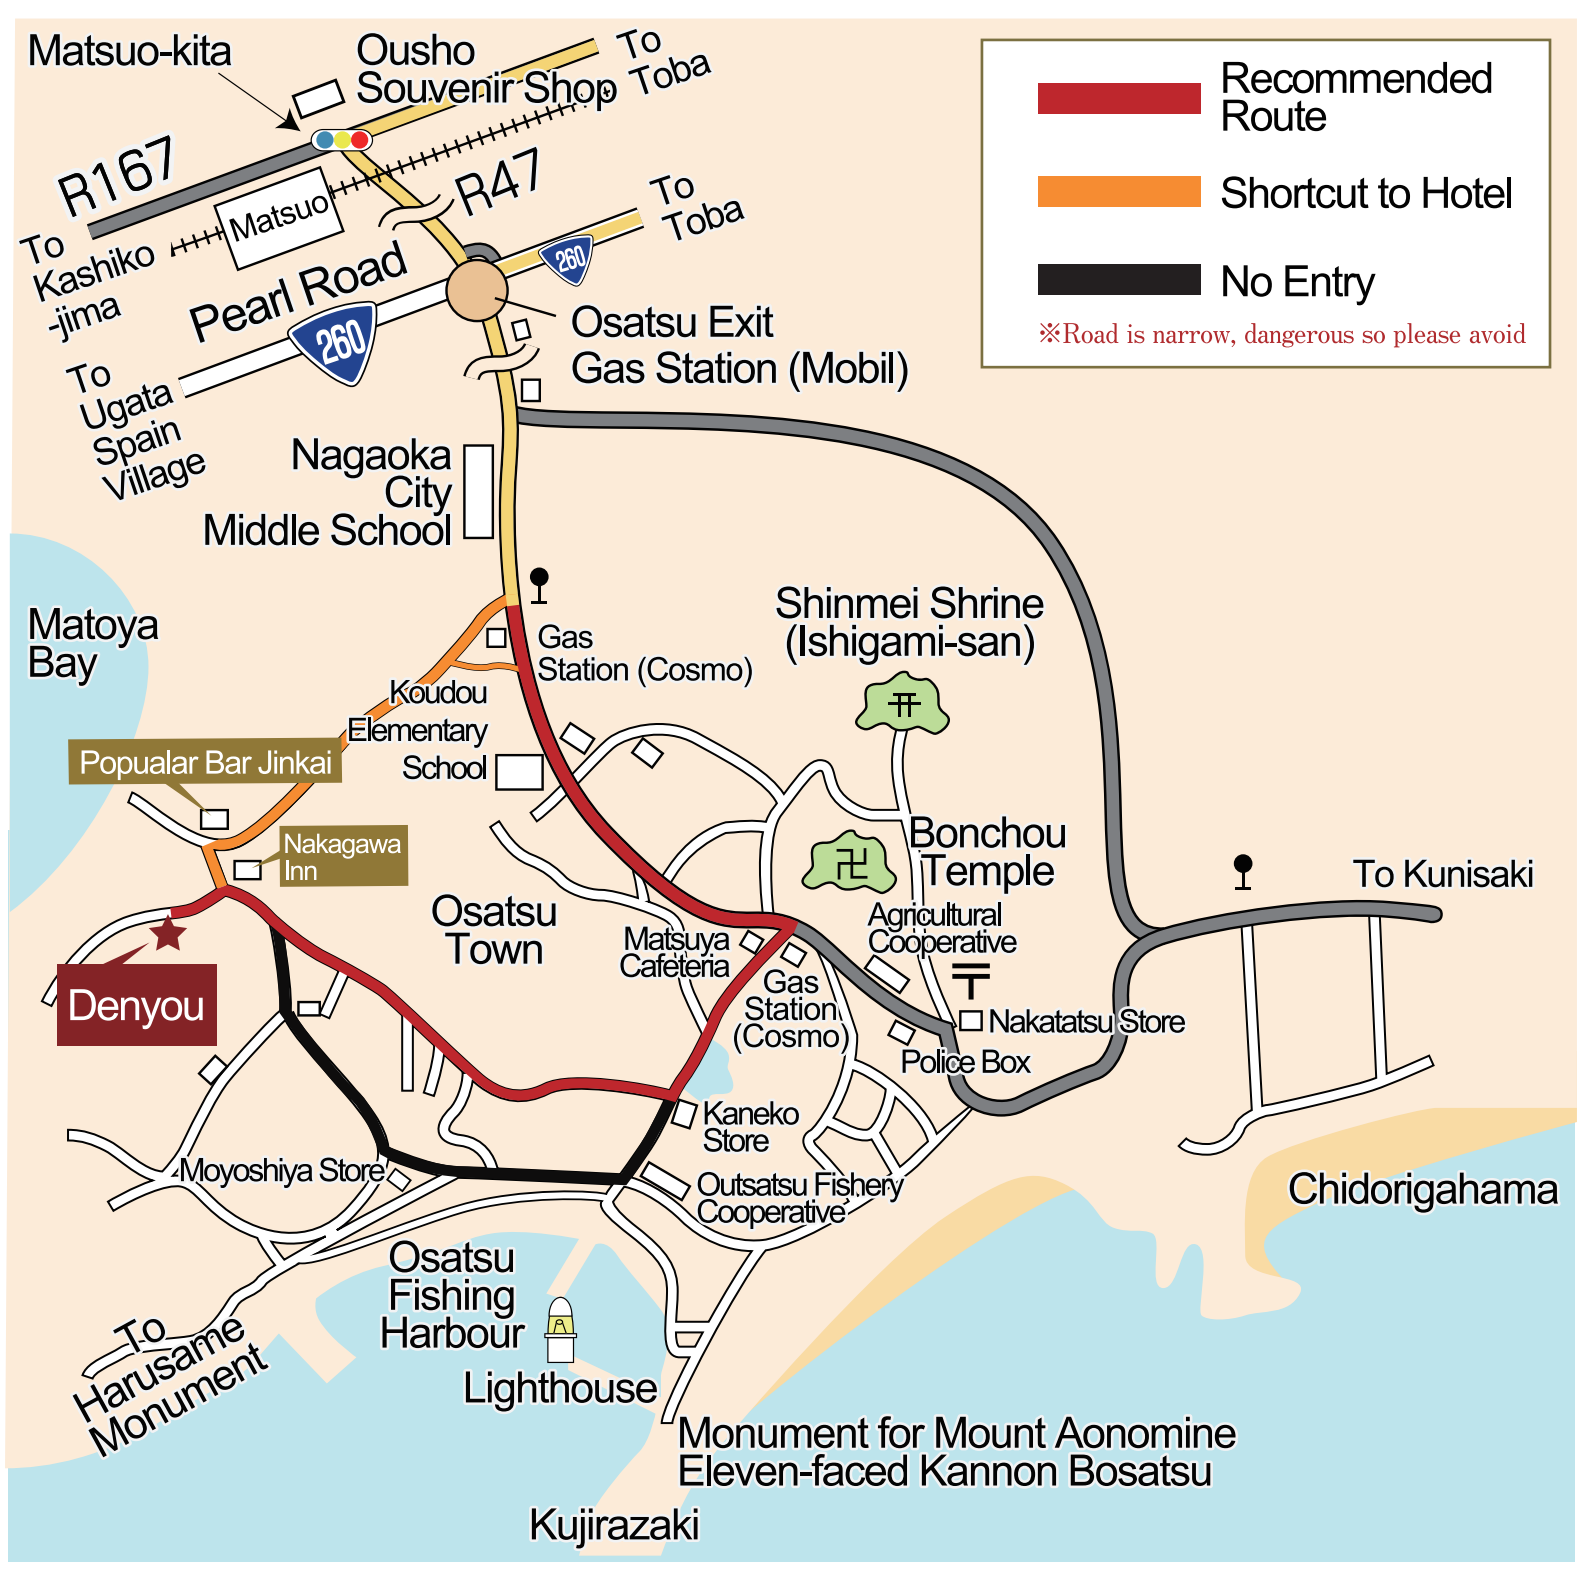 Matsuo-kita
Ousho
Souvenir Shop
To
Toba
R167
Matsuo
R47
To
Kashiko
-jima
To
Toba
Pearl Road
260
260
To
Ugata
Spain
Village
Osatsu Exit
Gas Station (Mobil)
Recommended
Route
Shortcut to Hotel
No Entry
※Road is narrow, dangerous so please avoid
Nagaoka
City
Middle School
Matoya
Bay
Gas
Station (Cosmo)
Shinmei Shrine
(Ishigami-san)
Koudou
Elementary
School
Popualar Bar Jinkai
Nakagawa
Inn
Bonchou
Temple
To Kunisaki
Osatsu
Town
Matsuya
Cafeteria
Agricultural
Cooperative
Denyou
Gas
Station
(Cosmo)
Nakatatsu Store
Police Box
Kaneko
Store
Moyoshiya Store
Outsatsu Fishery
Cooperative
Chidorigahama
Osatsu
Fishing
Harbour
To
Harusame
Monument
Lighthouse
Monument for Mount Aonomine
Eleven-faced Kannon Bosatsu
Kujirazaki